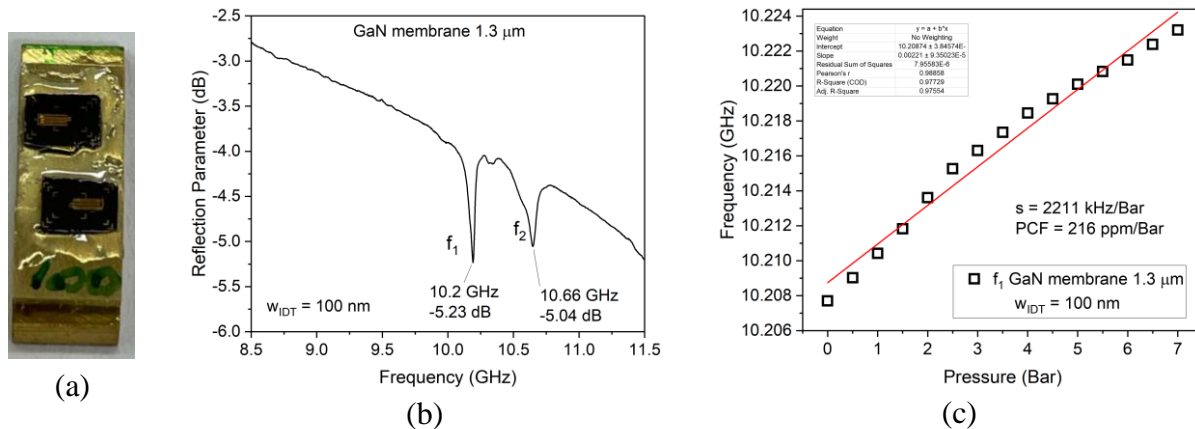 100
(a)
GaN membrane 1.3 μm
Reflection Parameter (dB)
-2.5
-3.0
-3.5
-4.0
-4.5
-5.0
-5.5
-6.0
f1
f2
10.2 GHz
-5.23 dB
10.66 GHz
-5.04 dB
wIDT = 100 nm
8.5 9.0 9.5 10.0 10.5 11.0 11.5
Frequency (GHz)
(b)
Frequency (GHz)
10.224
10.222
10.220
10.218
10.216
10.214
10.212
10.210
10.208
10.206
Equation y = a + b*x
Weight No Weighting
Intercept 10.20874 ± 3.84574E-
Slope 0.00221 ± 9.35023E-5
Residual Sum of Squares 7.95583E-6
Pearson's r 0.98858
R-Square (COD) 0.97729
Adj. R-Square 0.97554
s = 2211 kHz/Bar
PCF = 216 ppm/Bar
f1 GaN membrane 1.3 μm
wIDT = 100 nm
0 1 2 3 4 5 6 7
Pressure (Bar)
(c)